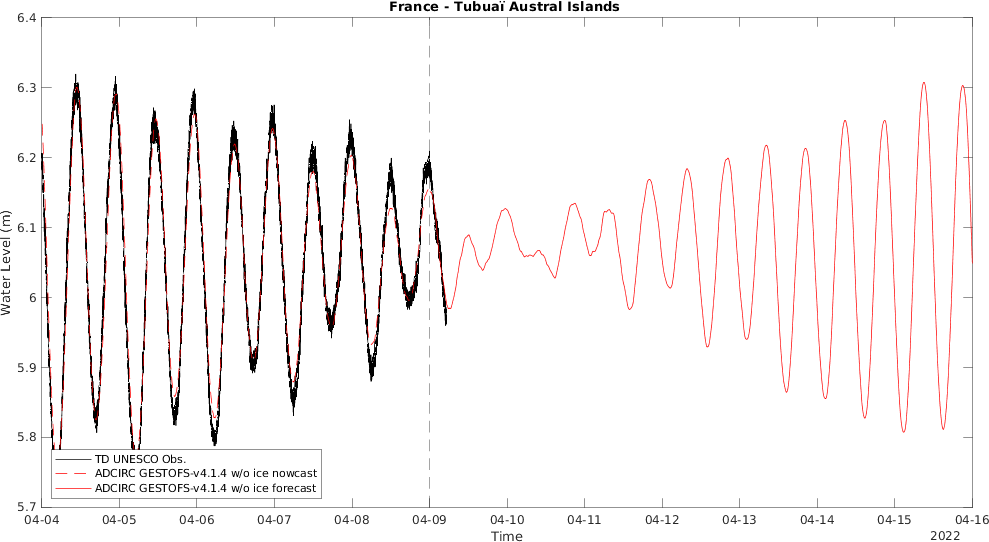 France - Tubuaï Austral Islands
Water Level (m)
6.4
6.3
6.2
6.1
6
5.9
5.8
5.7
TD UNESCO Obs.
ADCIRC GESTOFS-v4.1.4 w/o ice nowcast
ADCIRC GESTOFS-v4.1.4 w/o ice forecast
04-04 04-05 04-06 04-07 04-08 04-09 04-10 04-11 04-12 04-13 04-14 04-15 04-16
Time
2022